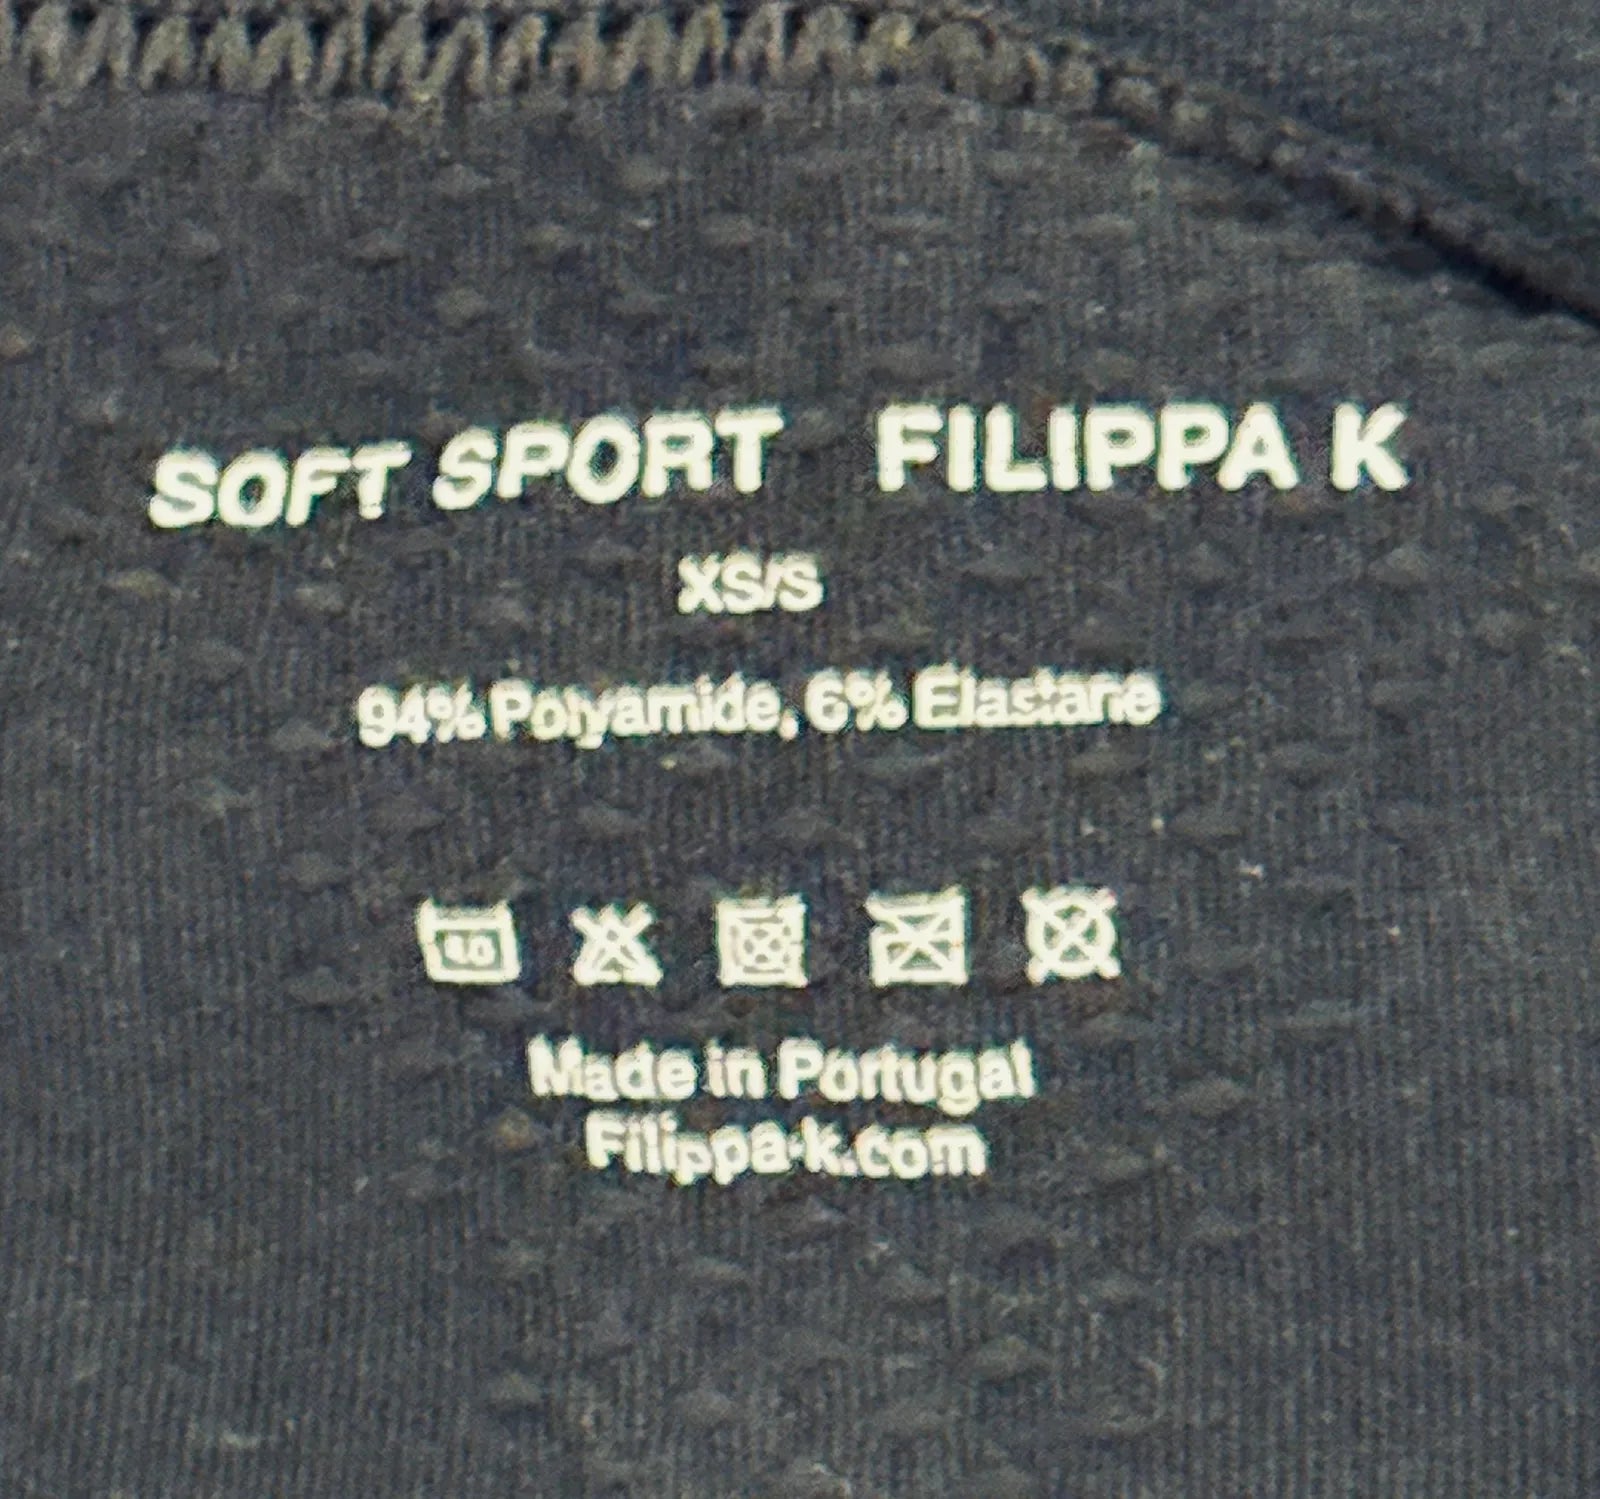 SOFT SPORT FILIPPA K
XS/S
94% Polyamide, 6% Elastane
Made in Portugal
Filippa-k.com